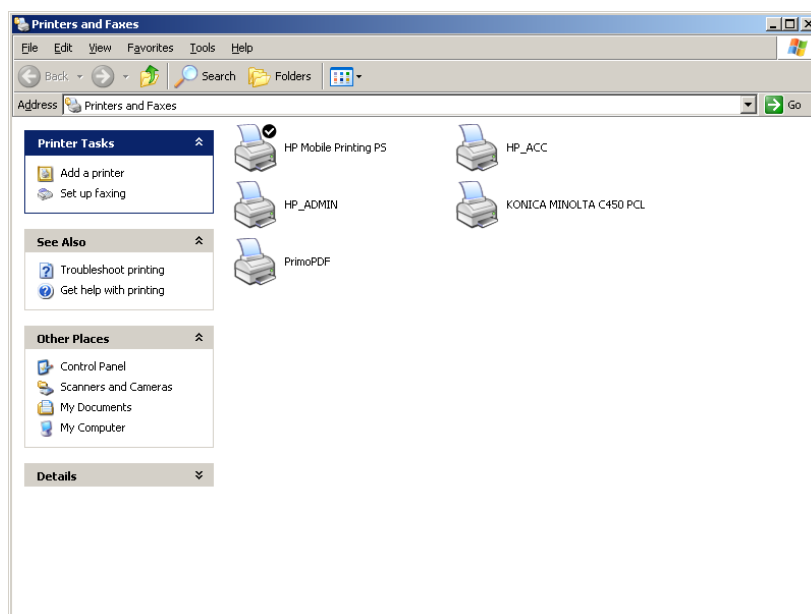 Printers and Faxes
File Edit View Favorites Tools Help
Back Search Folders
Address Printers and Faxes Go
Printer Tasks
Add a printer
Set up faxing
See Also
Troubleshoot printing
Get help with printing
Other Places
Control Panel
Scanners and Cameras
My Documents
My Computer
Details
HP Mobile Printing PS
HP_ACC
HP_ADMIN
KONICA MINOLTA C450 PCL
PrimoPDF